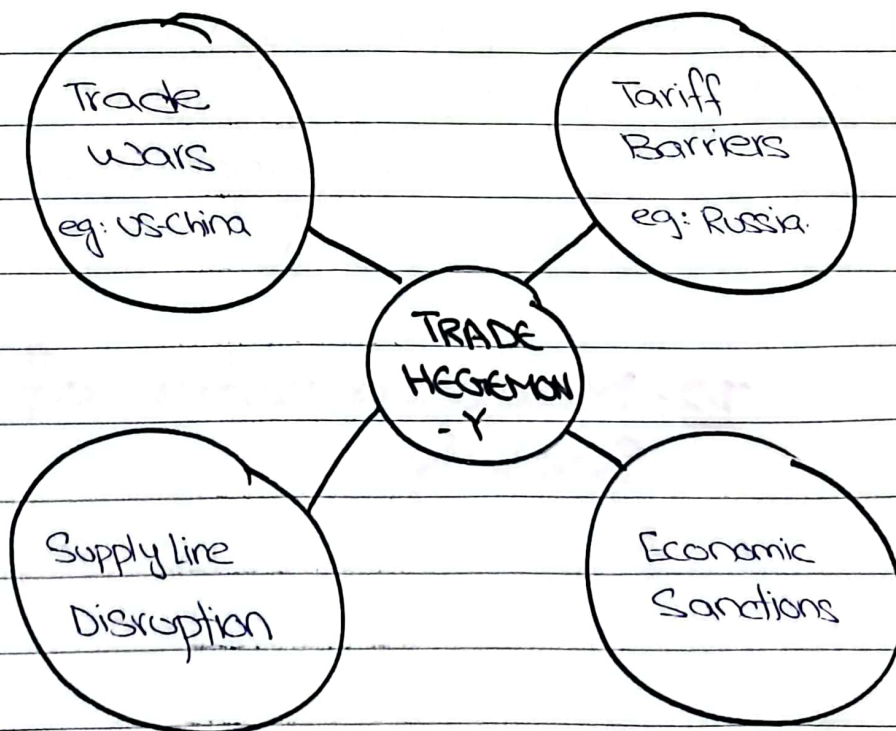 Trade
Wars
eg: US-China
Tariff
Barriers
eg: Russia.
TRADE
HEGEMON
-Y
Supply Line
Disruption
Economic
Sanctions